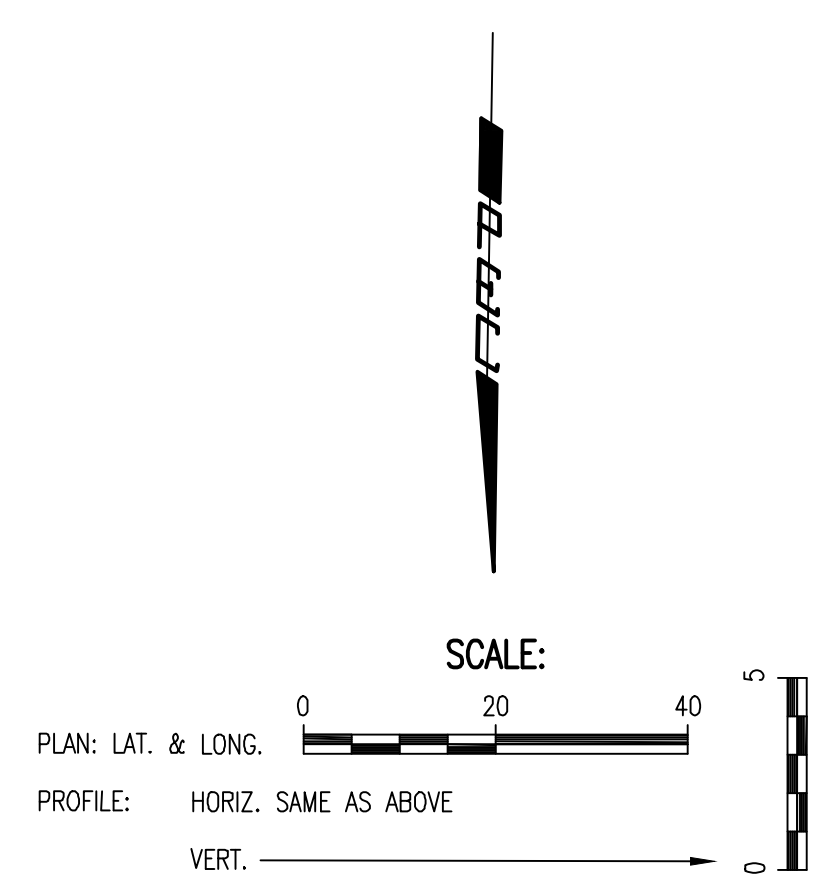 SCALE:
0 20 40
5
PLAN: LAT. & LONG.
PROFILE: HORIZ. SAME AS ABOVE
VERT.
0